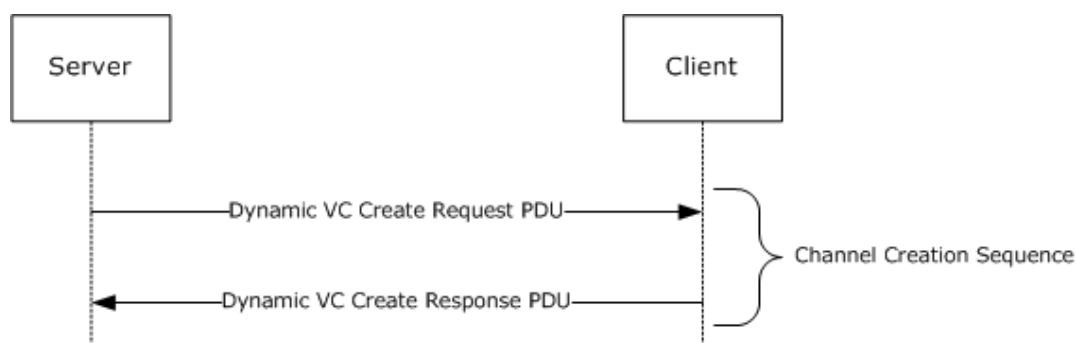 Server
Client
Dynamic VC Create Request PDU
Channel Creation Sequence
Dynamic VC Create Response PDU